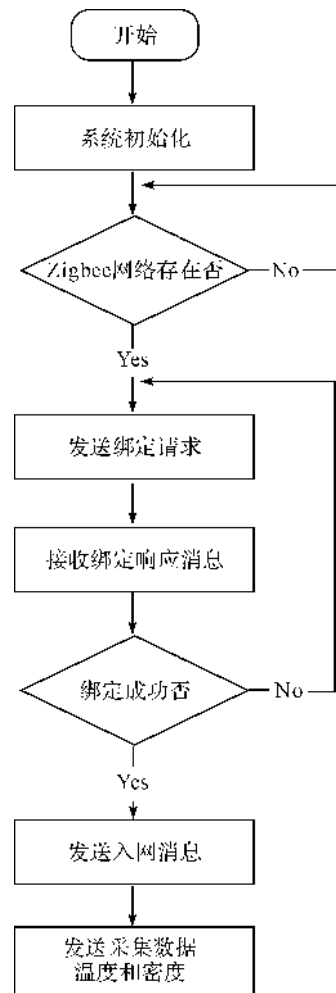 开始
系统初始化
Zigbee网络存在否
No
Yes
发送绑定请求
接收绑定响应消息
绑定成功否
No
Yes
发送入网消息
发送采集数据
温度和密度